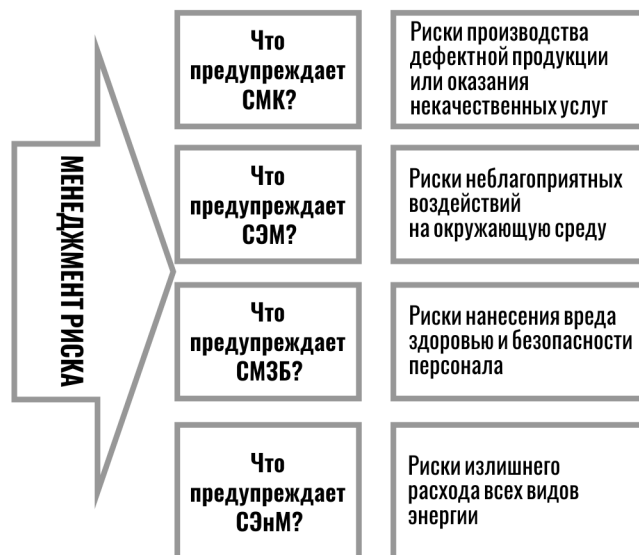 МЕНЕДЖМЕНТ РИСКА
Что
предупреждает
СМК?
Риски производства
дефектной продукции
или оказания
некачественных услуг
Что
предупреждает
СЭМ?
Риски неблагоприятных
воздействий
на окружающую среду
Что
предупреждает
СМЗБ?
Риски нанесения вреда
здоровью и безопасности
персонала
Что
предупреждает
СЭнМ?
Риски излишнего
расхода всех видов
энергии